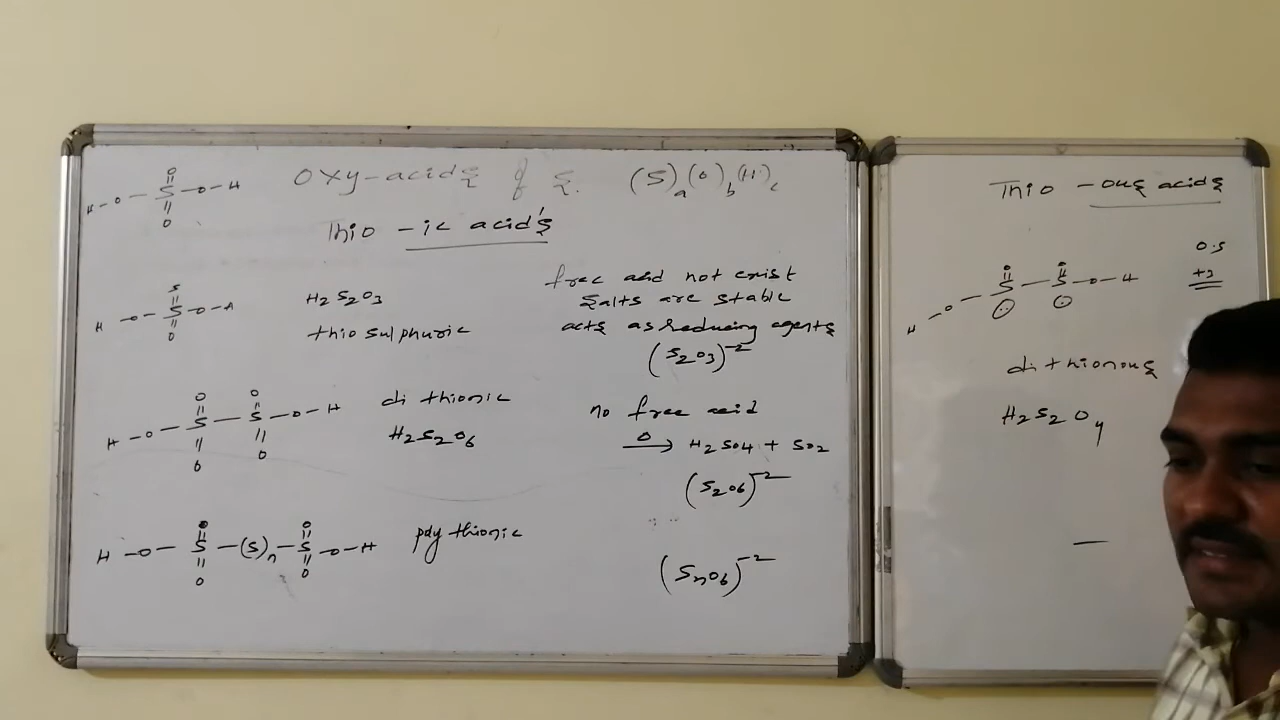 Oxy-acids of S. (S)a(O)b(H)c
O
||
H-O-S-O-H
||
O
Thio-ic acid's
S
||
H-O-S-O-H
||
O
H2S2O3
thio sulphuric
free acid not exist
salts are stable
acts as reducing agents
(S2O3)⁻²
O O
|| ||
H-O-S-S-O-H
|| ||
O O
di thionic
H2S2O6
no free acid
Δ→ H2SO4 + SO2
(S2O6)⁻²
O O
|| ||
H-O-S-(S)n-S-O-H
|| ||
O O
poly thionic
(SnO6)⁻²
Thio-ous acids
O.S
+3
O O
|| ||
H-O-S-S-O-H
di thionous
H2S2O4